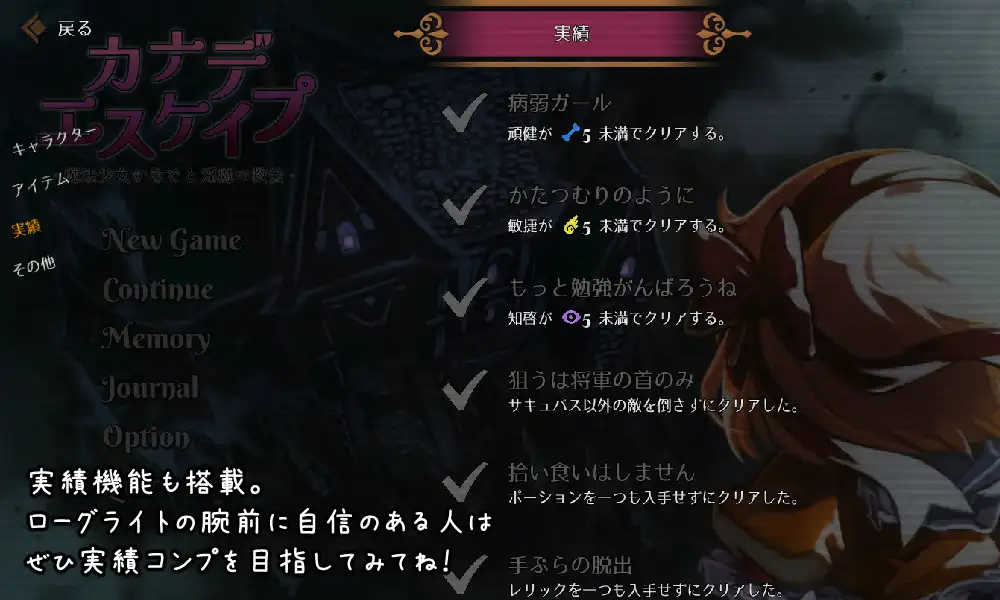 戻る
実績
カナデ
エスケイプ
キャラクター
アイテム
実績
その他
New Game
Continue
Memory
Journal
Option
病弱ガール
頑健が 5 未満でクリアする。
かたつむりのように
敏捷が 5 未満でクリアする。
もっと勉強がんばろうね
知啓が 5 未満でクリアする。
狙うは将軍の首のみ
サキュバス以外の敵を倒さずにクリアした。
拾い食いはしません
ポーションを一つも入手せずにクリアした。
手ぶらの脱出
レリックを一つも入手せずにクリアした。
実績機能も搭載。
ローグライトの腕前に自信のある人は
ぜひ実績コンプを目指してみてね!